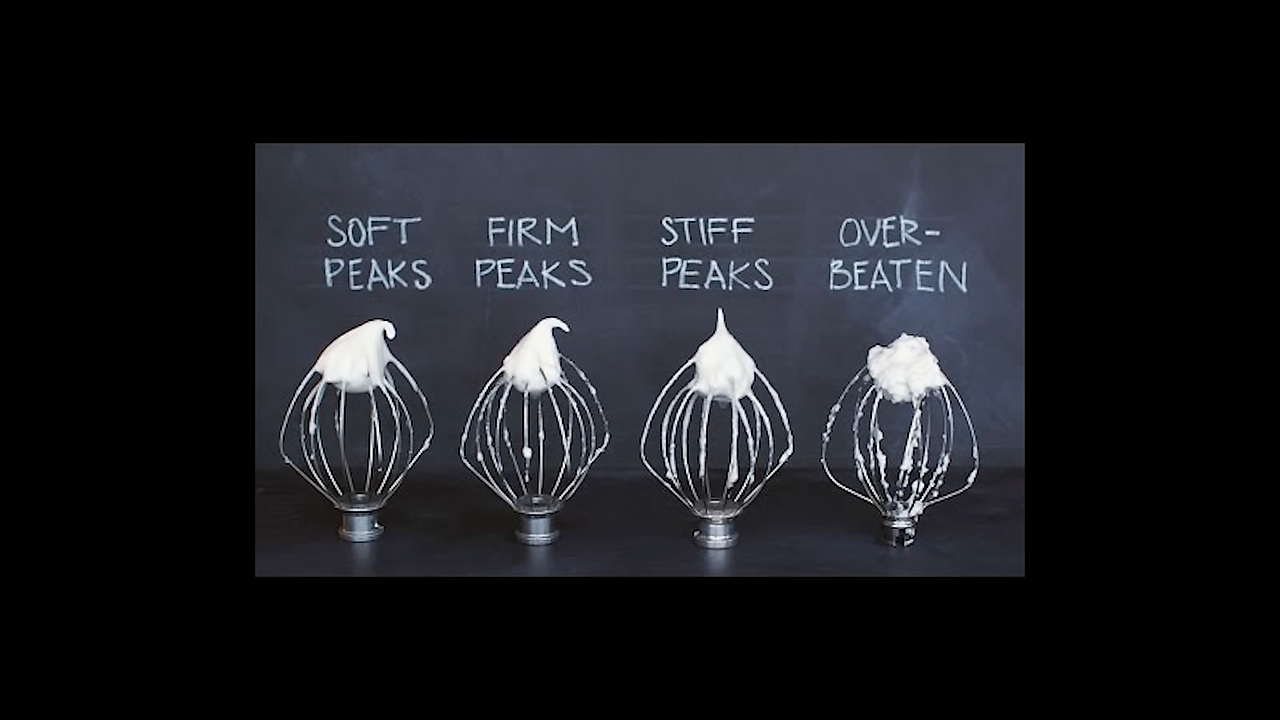 SOFT PEAKS
FIRM PEAKS
STIFF PEAKS
OVER-
BEATEN